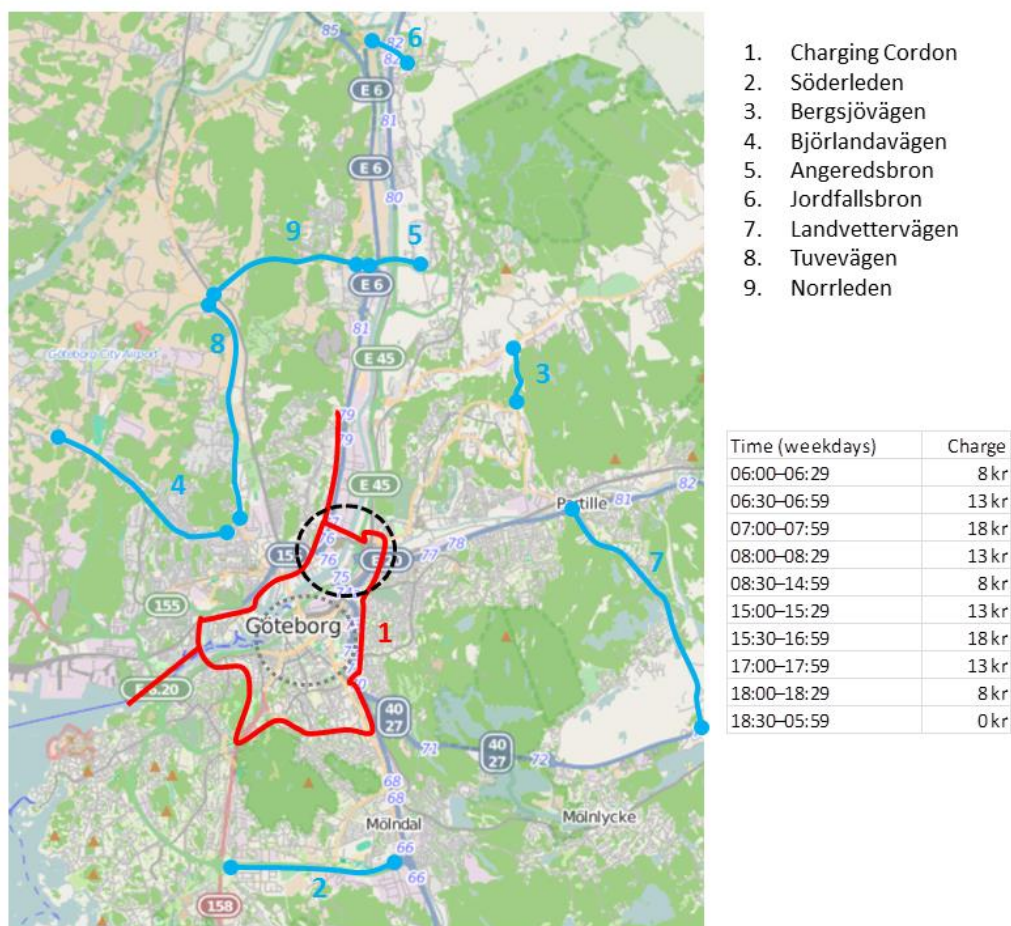 85
82
6
82
E 6
81
E 6
80
9
5
E 6
81
8
Göteborg City Airport
E 45
3
79
79
4
E 45
Partille
81
82
76
77
78
76
15
75
7
74
155
Göteborg
1
E 6.20
40
27
71
40
27
72
68
68
Mölndal
Mölnlycke
66
66
2
158
1. Charging Cordon
2. Söderleden
3. Bergsjövägen
4. Björlandavägen
5. Angeredsbron
6. Jordfallsbron
7. Landvettervägen
8. Tuvevägen
9. Norrleden
Time (weekdays) Charge
06:00–06:29 8 kr
06:30–06:59 13 kr
07:00–07:59 18 kr
08:00–08:29 13 kr
08:30–14:59 8 kr
15:00–15:29 13 kr
15:30–16:59 18 kr
17:00–17:59 13 kr
18:00–18:29 8 kr
18:30–05:59 0 kr